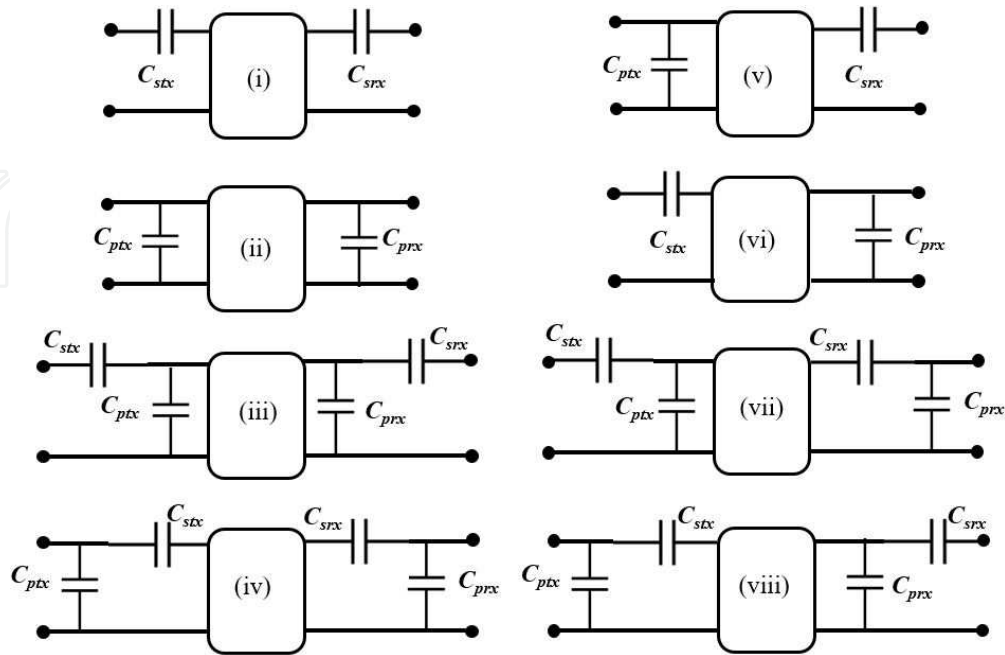 C_stx (i) C_srx
C_ptx (v) C_srx
C_ptx (ii) C_prx
C_stx (vi) C_prx
C_stx C_ptx (iii) C_prx C_srx
C_stx C_ptx (vii) C_srx C_prx
C_ptx C_stx (iv) C_srx C_prx
C_ptx C_stx (viii) C_prx C_srx